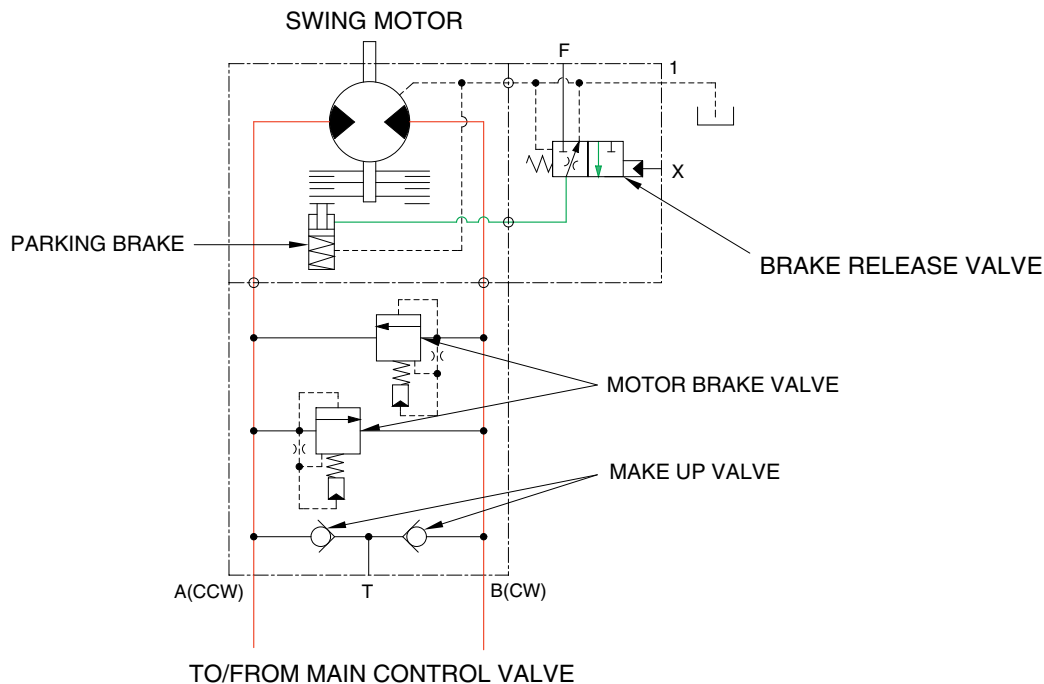 SWING MOTOR
F
1
X
PARKING BRAKE
BRAKE RELEASE VALVE
MOTOR BRAKE VALVE
MAKE UP VALVE
A(CCW)
T
B(CW)
TO/FROM MAIN CONTROL VALVE